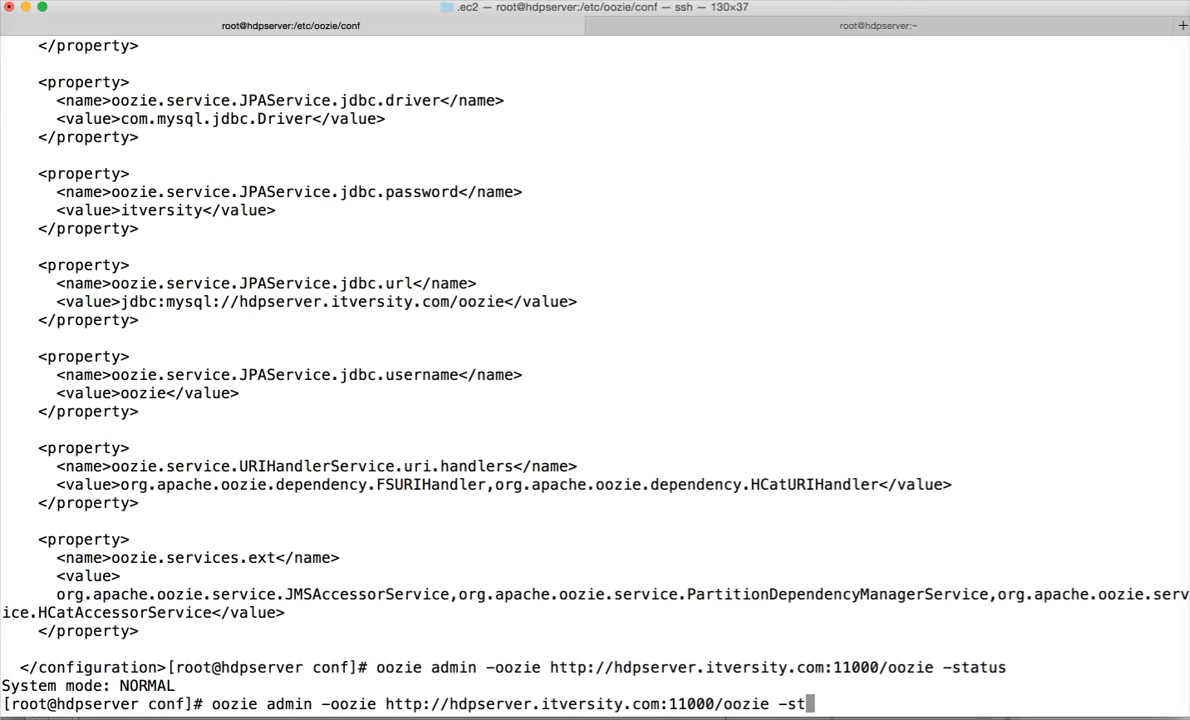 .ec2 — root@hdpserver:/etc/oozie/conf — ssh — 130×37
root@hdpserver:/etc/oozie/conf
root@hdpserver:~
+
</property>
<property>
<name>oozie.service.JPAService.jdbc.driver</name>
<value>com.mysql.jdbc.Driver</value>
</property>
<property>
<name>oozie.service.JPAService.jdbc.password</name>
<value>itversity</value>
</property>
<property>
<name>oozie.service.JPAService.jdbc.url</name>
<value>jdbc:mysql://hdpserver.itversity.com/oozie</value>
</property>
<property>
<name>oozie.service.JPAService.jdbc.username</name>
<value>oozie</value>
</property>
<property>
<name>oozie.service.URIHandlerService.uri.handlers</name>
<value>org.apache.oozie.dependency.FSURIHandler,org.apache.oozie.dependency.HCatURIHandler</value>
</property>
<property>
<name>oozie.services.ext</name>
<value>
org.apache.oozie.service.JMSAccessorService,org.apache.oozie.service.PartitionDependencyManagerService,org.apache.oozie.serv
ice.HCatAccessorService</value>
</property>
</configuration>[root@hdpserver conf]# oozie admin -oozie http://hdpserver.itversity.com:11000/oozie -status
System mode: NORMAL
[root@hdpserver conf]# oozie admin -oozie http://hdpserver.itversity.com:11000/oozie -st